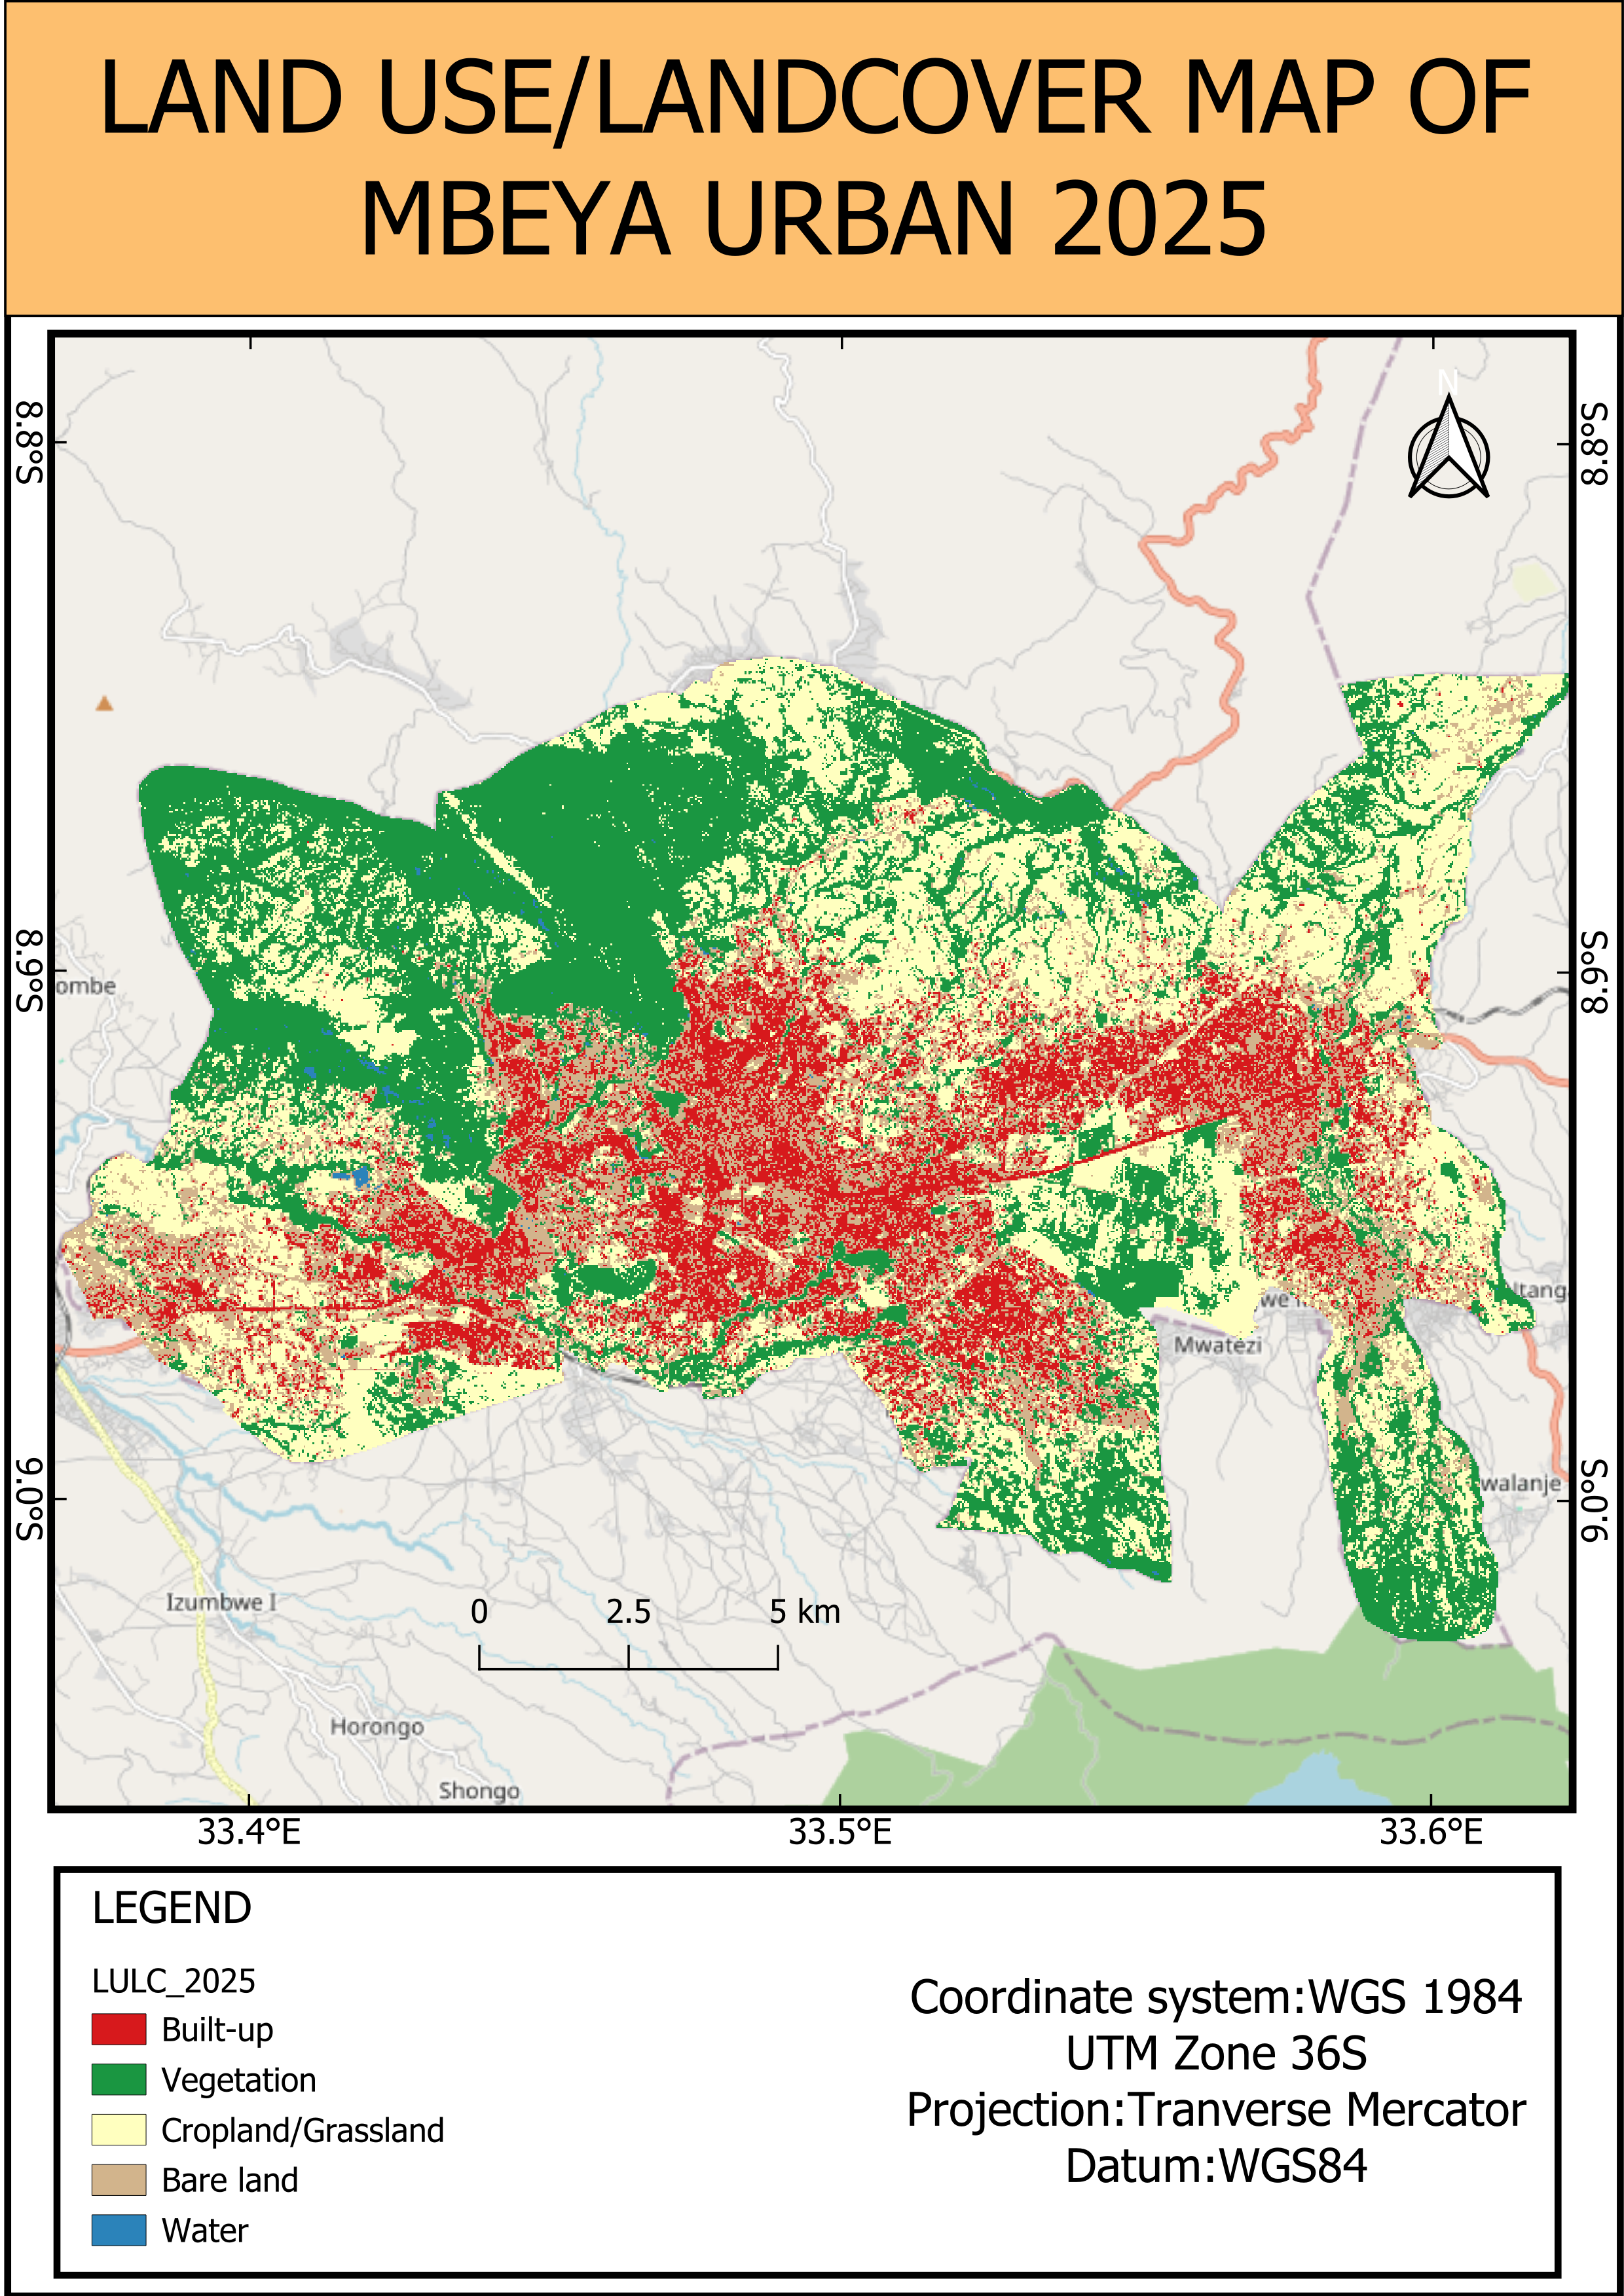 LAND USE/LANDCOVER MAP OF
MBEYA URBAN 2025
N
8.8°S
8.8°S
8.9°S
8.9°S
ombe
Itang
we
Mwatezi
9.0°S
9.0°S
walanje
Izumbwe I
0 2.5 5 km
Horongo
Shongo
33.4°E 33.5°E 33.6°E
LEGEND
LULC_2025
Built-up
Vegetation
Cropland/Grassland
Bare land
Water
Coordinate system:WGS 1984
UTM Zone 36S
Projection:Tranverse Mercator
Datum:WGS84